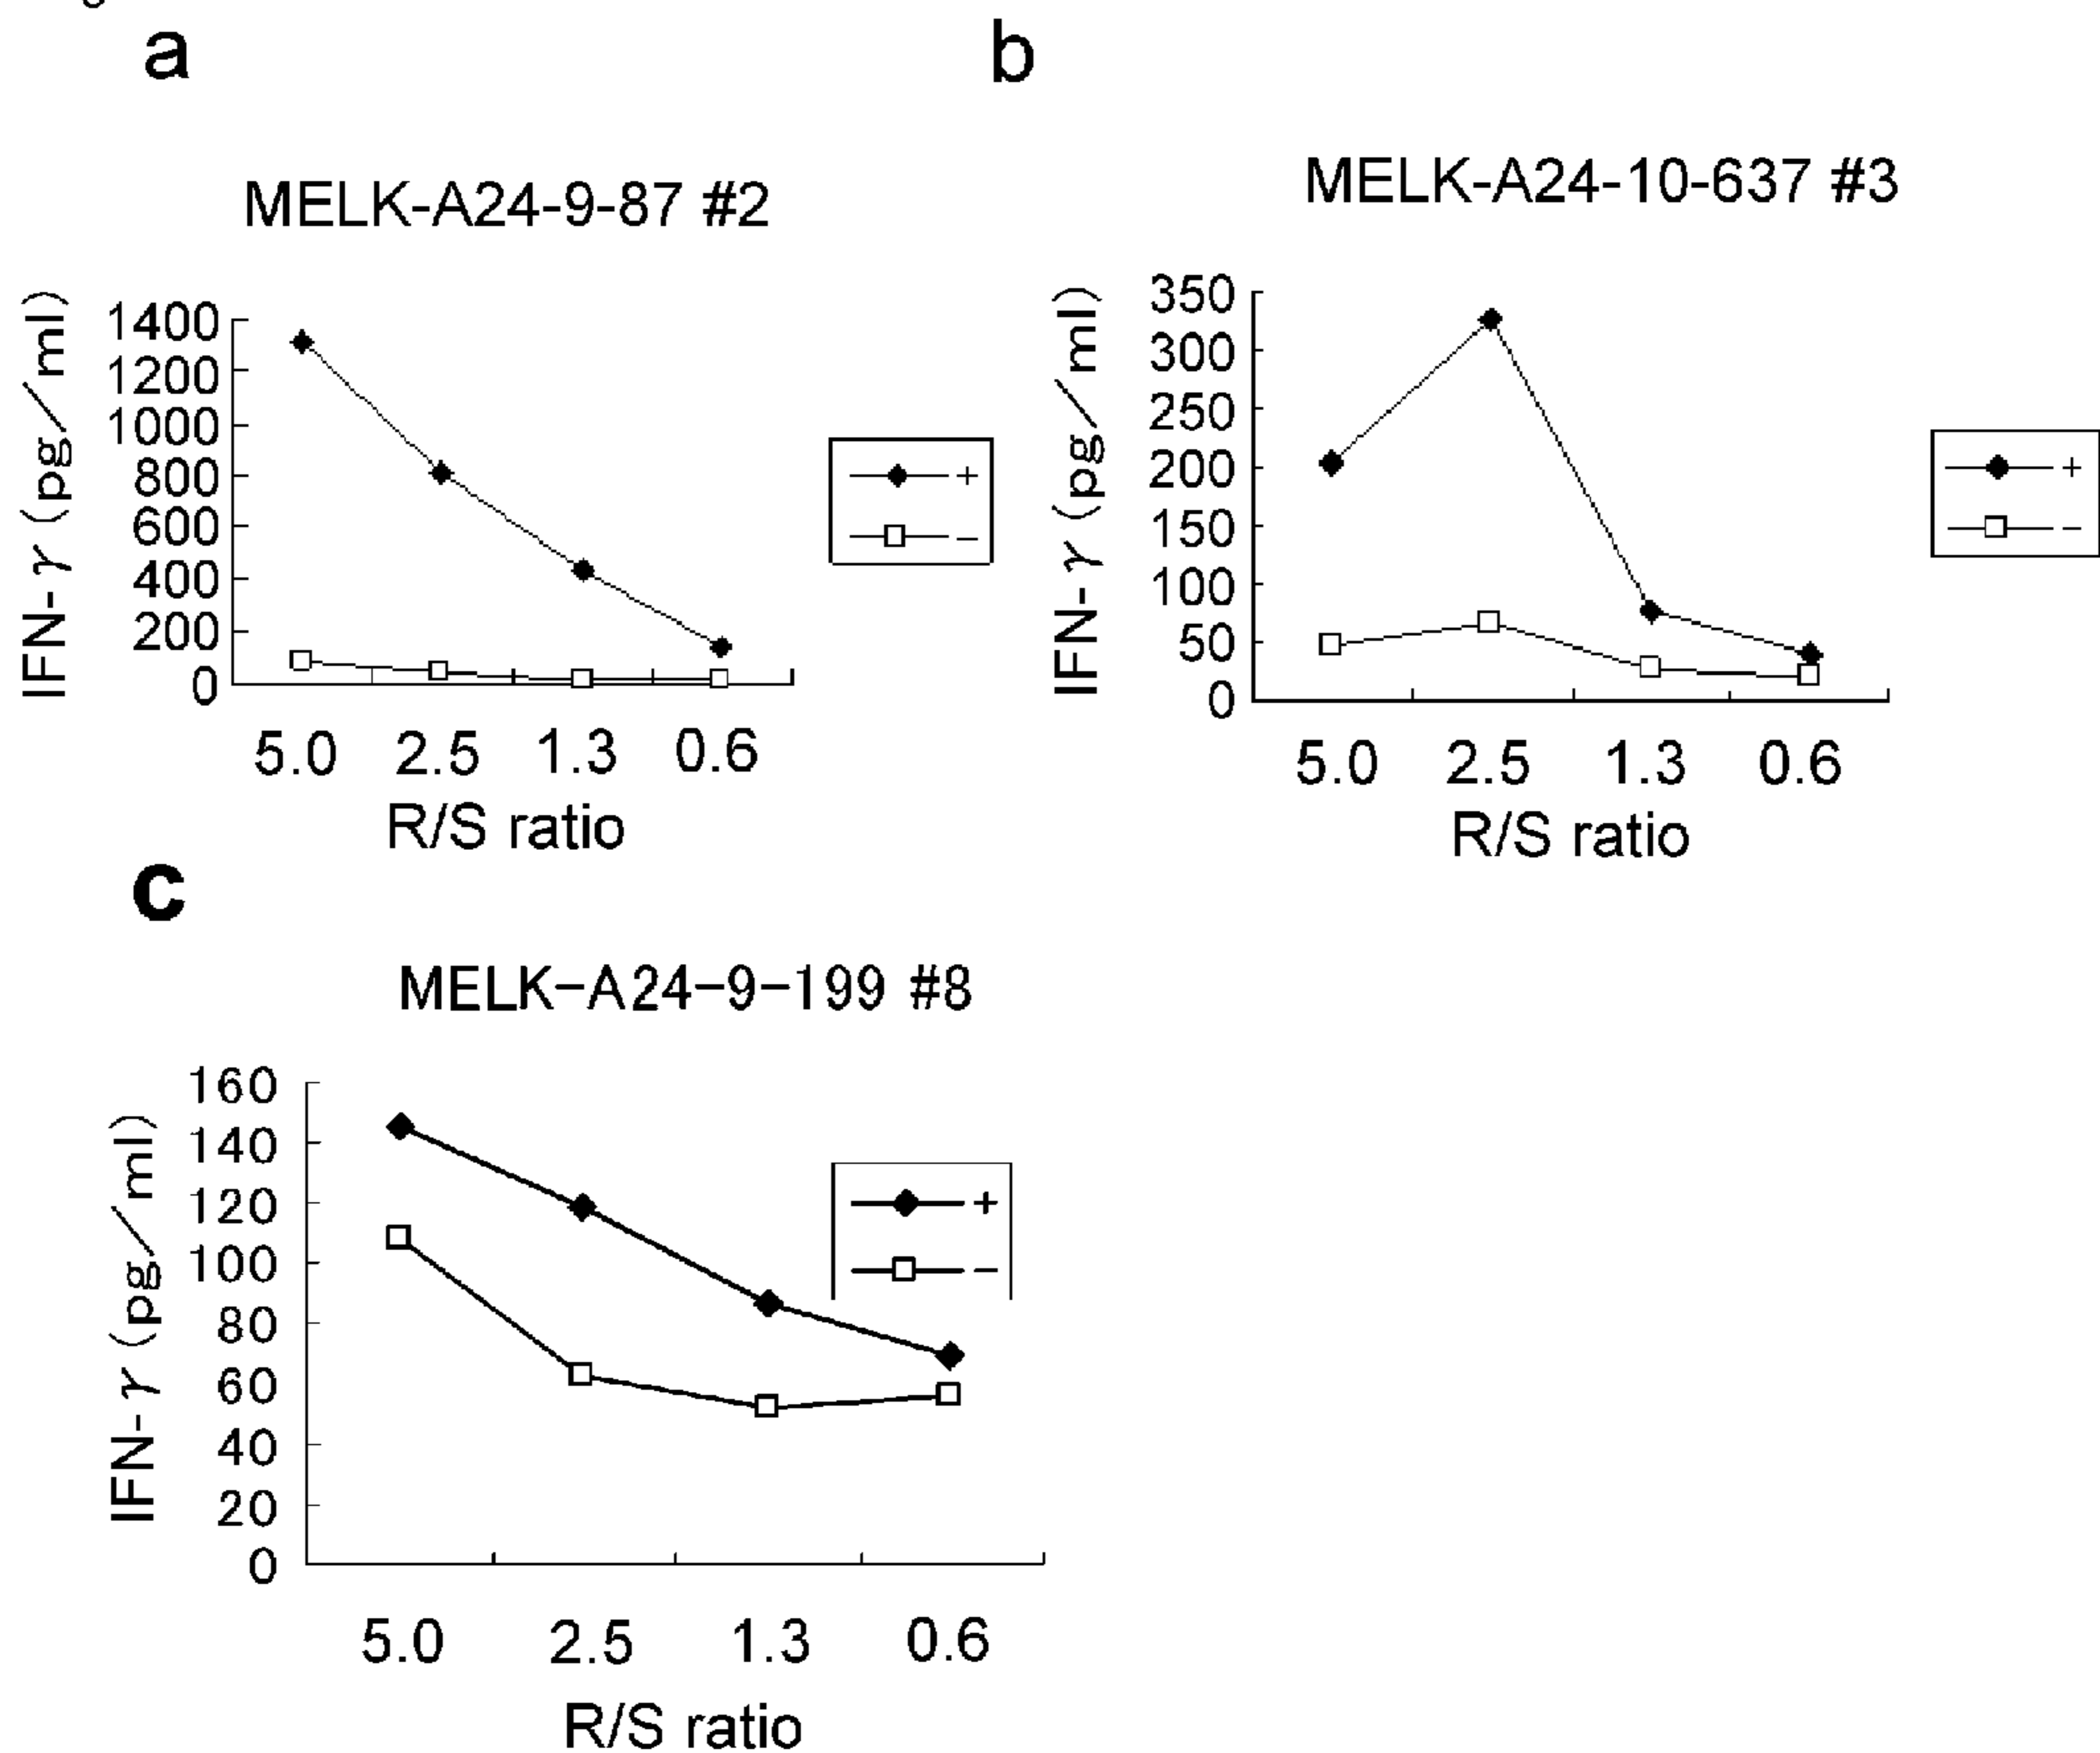 a
MELK-A24-9-87 #2
IFN-γ (pg/ml)
1400
1200
1000
800
600
400
200
0
+
−
5.0 2.5 1.3 0.6
R/S ratio
b
MELK-A24-10-637 #3
IFN-γ (pg/ml)
350
300
250
200
150
100
50
0
+
−
5.0 2.5 1.3 0.6
R/S ratio
c
MELK-A24-9-199 #8
IFN-γ (pg/ml)
160
140
120
100
80
60
40
20
0
+
−
5.0 2.5 1.3 0.6
R/S ratio